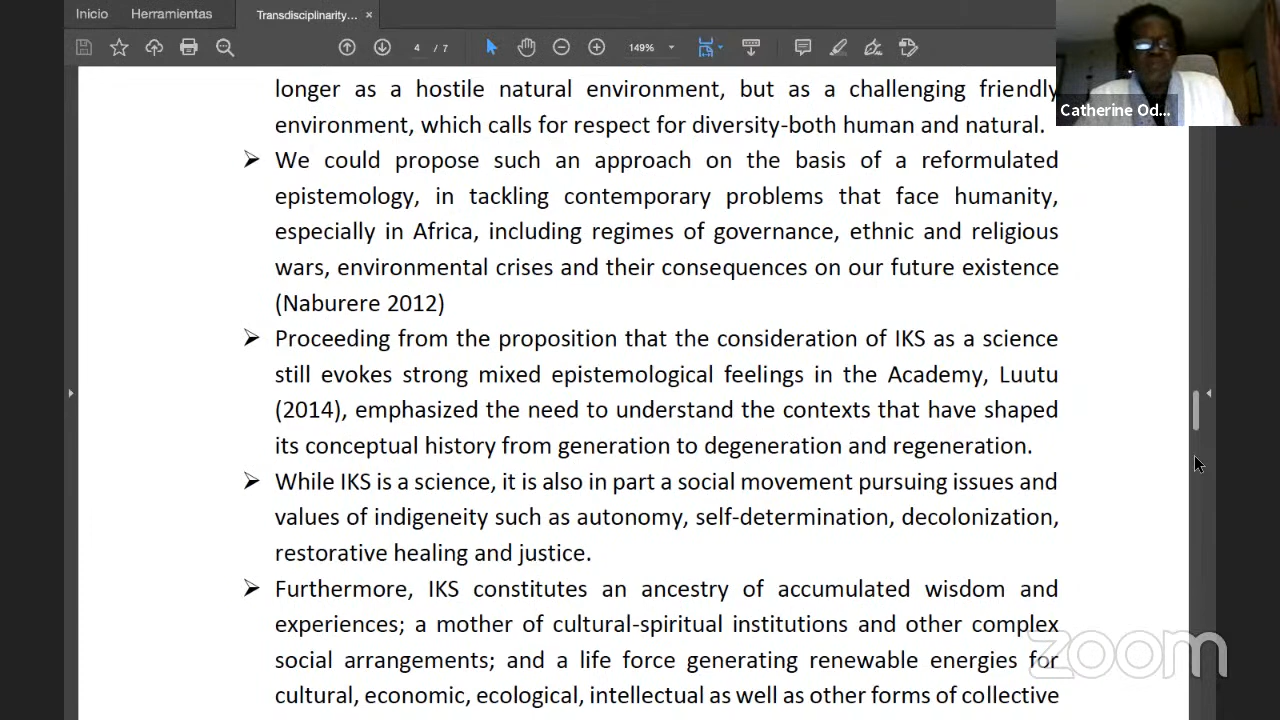 Inicio Herramientas Transdisciplinarity... ×
4 / 7 149%
Catherine Od...
longer as a hostile natural environment, but as a challenging friendly
environment, which calls for respect for diversity-both human and natural.
➢ We could propose such an approach on the basis of a reformulated
epistemology, in tackling contemporary problems that face humanity,
especially in Africa, including regimes of governance, ethnic and religious
wars, environmental crises and their consequences on our future existence
(Naburere 2012)
➢ Proceeding from the proposition that the consideration of IKS as a science
still evokes strong mixed epistemological feelings in the Academy, Luutu
(2014), emphasized the need to understand the contexts that have shaped
its conceptual history from generation to degeneration and regeneration.
➢ While IKS is a science, it is also in part a social movement pursuing issues and
values of indigeneity such as autonomy, self-determination, decolonization,
restorative healing and justice.
➢ Furthermore, IKS constitutes an ancestry of accumulated wisdom and
experiences; a mother of cultural-spiritual institutions and other complex
social arrangements; and a life force generating renewable energies for
cultural, economic, ecological, intellectual as well as other forms of collective
zoom